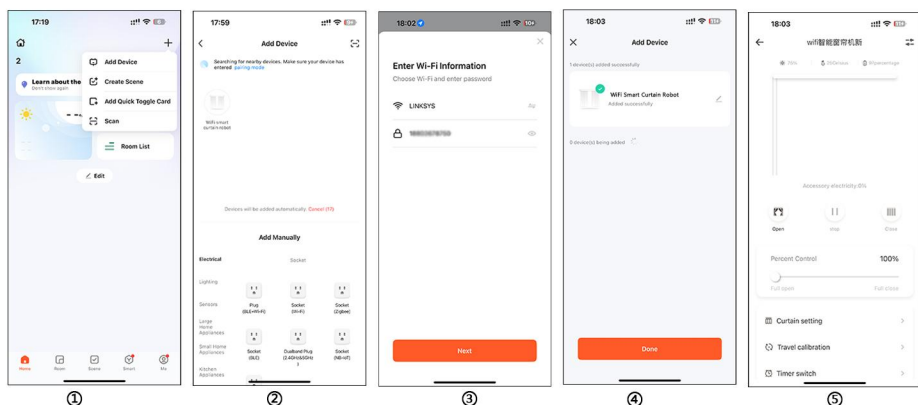 17:19
2
Add Device
Create Scene
Add Quick Toggle Card
Scan
Learn about the
Don't show again
Room List
Edit
Home
Room
Scene
Smart
Me
①
17:59
Add Device
Searching for nearby devices. Make sure your device has
entered pairing mode
WiFi smart
curtain robot
Devices will be added automatically. Cancel
Add Manually
Electrical
Lighting
Sensors
Large
Home
Appliances
Small Home
Appliances
Kitchen
Appliances
Socket
Plug
(BLE+Wi-Fi)
Socket
(Wi-Fi)
Socket
(Zigbee)
Socket
(BLE)
Dualband Plug
(2.4GHz&5GHz
)
Socket
(NB-IoT)
②
18:02
Enter Wi-Fi Information
Choose Wi-Fi and enter password
LINKSYS
Next
③
18:03
Add Device
1 device(s) added successfully
WiFi Smart Curtain Robot
Added successfully
0 device(s) being added
Done
④
18:03
wifi智能窗帘机新
Accessory electricity 0%
Open
stop
Close
Percent Control
100%
Full open
Full close
Curtain setting
Travel calibration
Timer switch
⑤